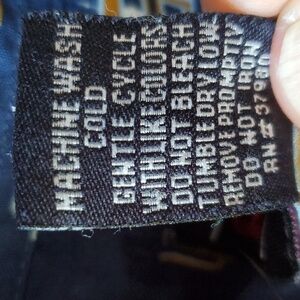 MACHINE WASH
COLD
GENTLE CYCLE
WITH LIKE COLORS
DO NOT BLEACH
TUMBLE DRY LOW
REMOVE PROMPTLY
DO NOT IRON
RN #